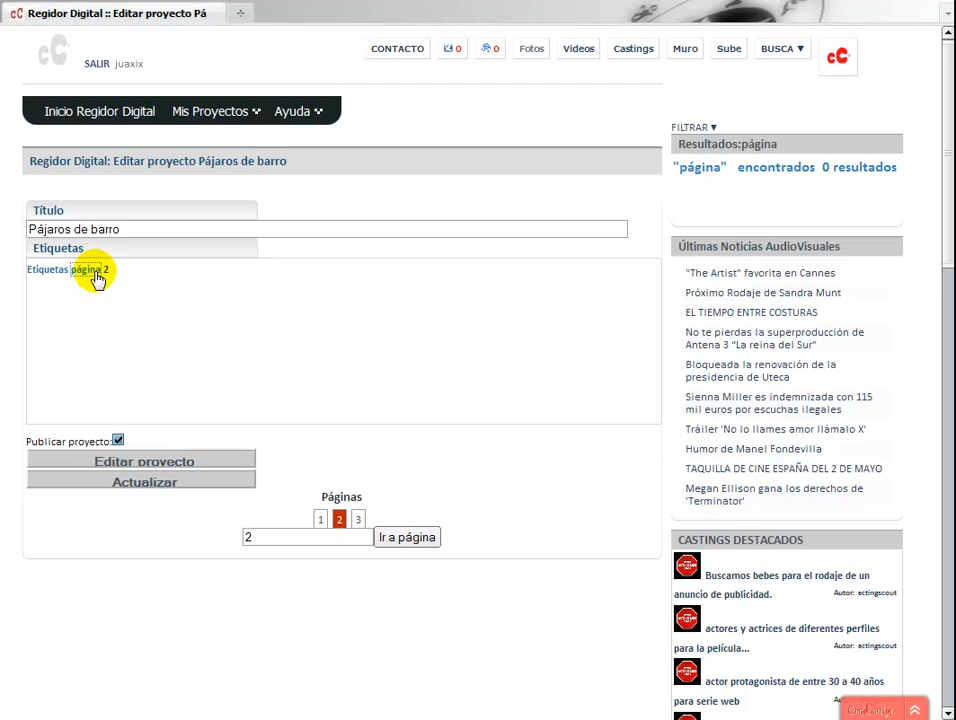 Regidor Digital :: Editar proyecto Pá
SALIR juaxix
CONTACTO 0 0 Fotos Videos Castings Muro Sube BUSCA ▼
cC
Inicio Regidor Digital Mis Proyectos Ayuda
Regidor Digital: Editar proyecto Pájaros de barro
Título
Pájaros de barro
Etiquetas
Etiquetas página 2
Publicar proyecto:
Editar proyecto
Actualizar
Páginas
1 2 3
2 Ir a página
FILTRAR ▼
Resultados:página
"página" encontrados 0 resultados
Últimas Noticias AudioVisuales
"The Artist" favorita en Cannes
Próximo Rodaje de Sandra Munt
EL TIEMPO ENTRE COSTURAS
No te pierdas la superproducción de
Antena 3 “La reina del Sur”
Bloqueada la renovación de la
presidencia de Uteca
Sienna Miller es indemnizada con 115
mil euros por escuchas ilegales
Tráiler 'No lo llames amor llámalo X'
Humor de Manel Fondevilla
TAQUILLA DE CINE ESPAÑA DEL 2 DE MAYO
Megan Ellison gana los derechos de
'Terminator'
CASTINGS DESTACADOS
Buscamos bebes para el rodaje de un
anuncio de publicidad. Autor: actingscout
actores y actrices de diferentes perfiles
para la película... Autor: actingscout
actor protagonista de entre 30 a 40 años
para serie web